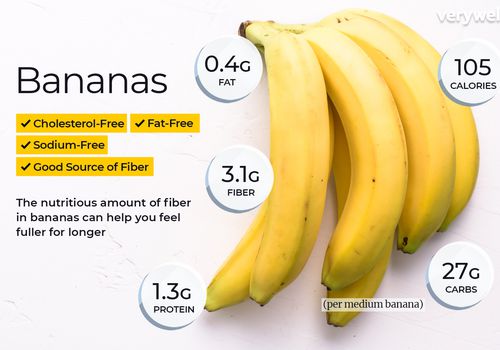 verywel
Bananas
0.4G
FAT
105
CALORIES
Cholesterol-Free
Fat-Free
Sodium-Free
Good Source of Fiber
3.1G
FIBER
The nutritious amount of fiber
in bananas can help you feel
fuller for longer
27G
CARBS
1.3G
PROTEIN
(per medium banana)